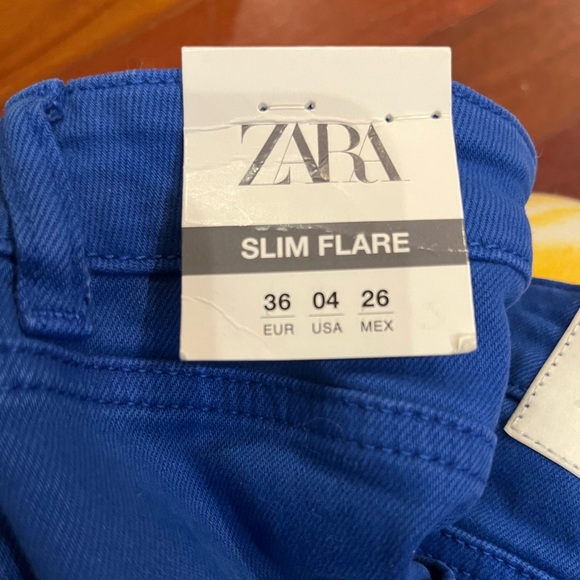 ZARA
SLIM FLARE
36 04 26
EUR USA MEX